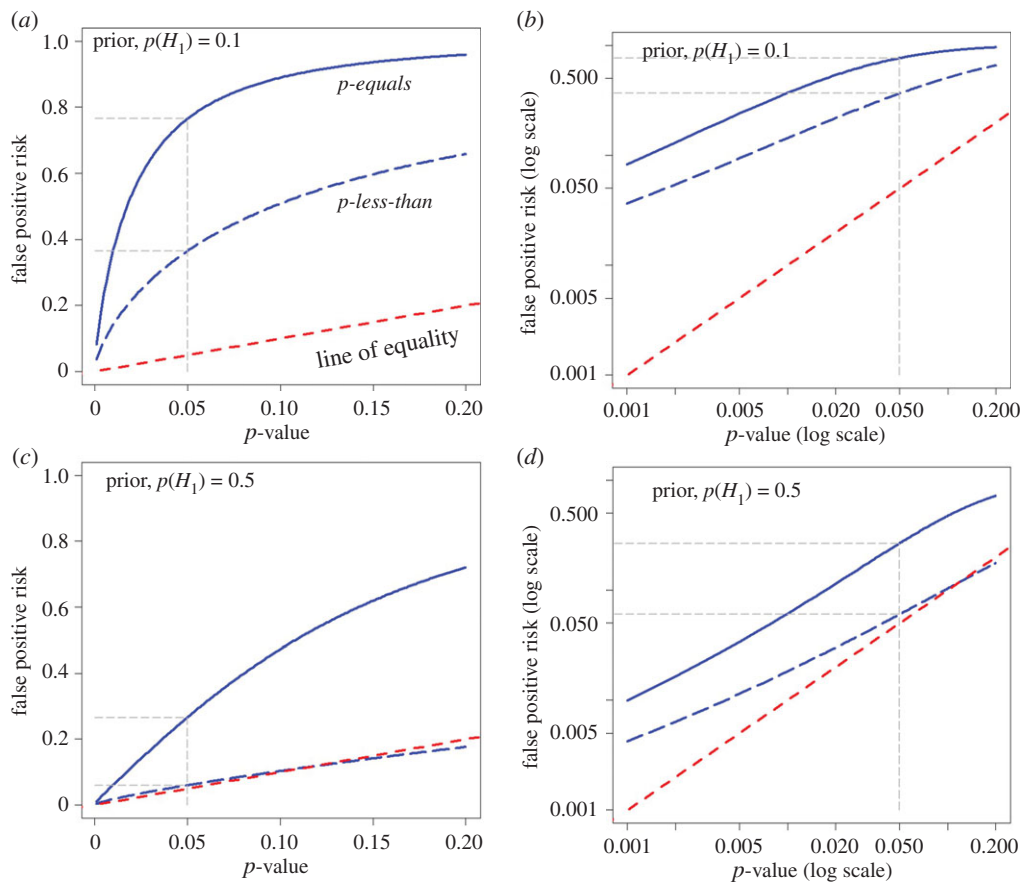 (a)
prior, p(H1) = 0.1
1.0
0.8
0.6
0.4
0.2
0
false positive risk
p-equals
p-less-than
line of equality
0 0.05 0.10 0.15 0.20
p-value
(b)
prior, p(H1) = 0.1
0.500
0.050
0.005
0.001
false positive risk (log scale)
0.001 0.005 0.020 0.050 0.200
p-value (log scale)
(c)
prior, p(H1) = 0.5
1.0
0.8
0.6
0.4
0.2
0
false positive risk
0 0.05 0.10 0.15 0.20
p-value
(d)
prior, p(H1) = 0.5
0.500
0.050
0.005
0.001
false positive risk (log scale)
0.001 0.005 0.020 0.050 0.200
p-value (log scale)